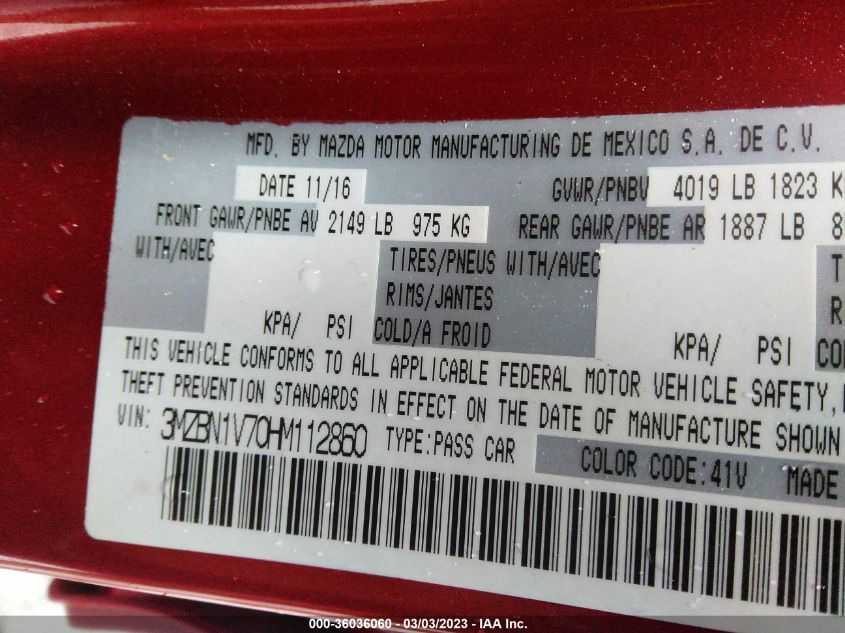 MFD. BY MAZDA MOTOR MANUFACTURING DE MEXICO S.A. DE C.V.
DATE 11/16 GVWR/PNBV 4019 LB 1823 K
FRONT GAWR/PNBE AV 2149 LB 975 KG REAR GAWR/PNBE AR 1887 LB 8
WITH/AVEC TIRES/PNEUS WITH/AVEC T
RIMS/JANTES R
KPA/ PSI COLD/A FROID KPA/ PSI CO
THIS VEHICLE CONFORMS TO ALL APPLICABLE FEDERAL MOTOR VEHICLE SAFETY,
THEFT PREVENTION STANDARDS IN EFFECT ON THE DATE OF MANUFACTURE SHOWN
VIN: 3MZBN1V70HM112860 TYPE:PASS CAR COLOR CODE:41V MADE
000-36036060 - 03/03/2023 - IAA Inc.